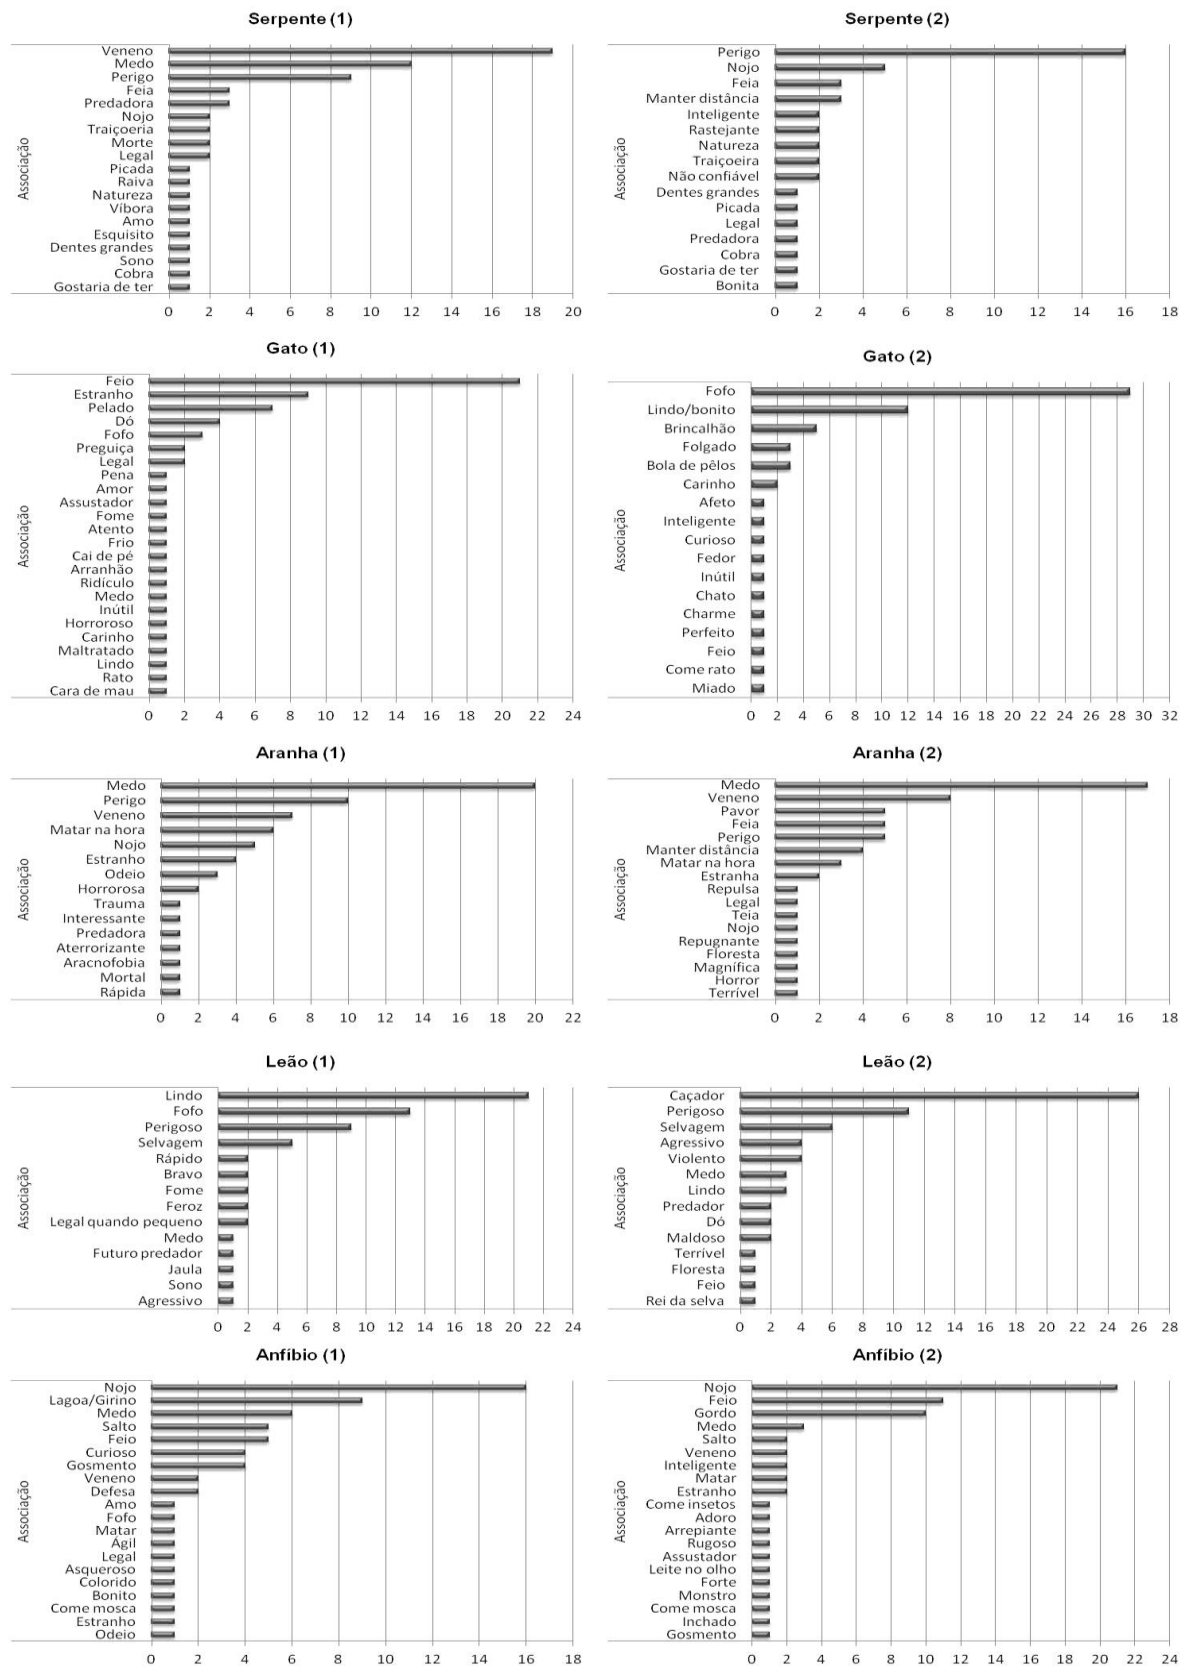 Serpente (1)
Associação
Veneno
Medo
Perigo
Feia
Predadora
Nojo
Traiçoeria
Morte
Legal
Picada
Raiva
Natureza
Víbora
Amo
Esquisito
Dentes grandes
Sono
Cobra
Gostaria de ter
0 2 4 6 8 10 12 14 16 18 20
Serpente (2)
Associação
Perigo
Nojo
Feia
Manter distância
Inteligente
Rastejante
Natureza
Traiçoeira
Não confiável
Dentes grandes
Picada
Legal
Predadora
Cobra
Gostaria de ter
Bonita
0 2 4 6 8 10 12 14 16 18
Gato (1)
Associação
Feio
Estranho
Pelado
Dó
Fofo
Preguiça
Legal
Pena
Amor
Assustador
Fome
Atento
Frio
Cai de pé
Arranhão
Ridículo
Medo
Inútil
Horroroso
Carinho
Maltratado
Lindo
Rato
Cara de mau
0 2 4 6 8 10 12 14 16 18 20 22 24
Gato (2)
Associação
Fofo
Lindo/bonito
Brincalhão
Folgado
Bola de pêlos
Carinho
Afeto
Inteligente
Curioso
Fedor
Inútil
Chato
Charme
Perfeito
Feio
Come rato
Miado
0 2 4 6 8 10 12 14 16 18 20 22 24 26 28 30 32
Aranha (1)
Associação
Medo
Perigo
Veneno
Matar na hora
Nojo
Estranho
Odeio
Horrorosa
Trauma
Interessante
Predadora
Aterrorizante
Aracnofobia
Mortal
Rápida
0 2 4 6 8 10 12 14 16 18 20 22
Aranha (2)
Associação
Medo
Veneno
Pavor
Feia
Perigo
Manter distância
Matar na hora
Estranha
Repulsa
Legal
Teia
Nojo
Repugnante
Floresta
Magnífica
Horror
Terrível
0 2 4 6 8 10 12 14 16 18
Leão (1)
Associação
Lindo
Fofo
Perigoso
Selvagem
Rápido
Bravo
Fome
Feroz
Legal quando pequeno
Medo
Futuro predador
Jaula
Sono
Agressivo
0 2 4 6 8 10 12 14 16 18 20 22 24
Leão (2)
Associação
Caçador
Perigoso
Selvagem
Agressivo
Violento
Medo
Lindo
Predador
Dó
Maldoso
Terrível
Floresta
Feio
Rei da selva
0 2 4 6 8 10 12 14 16 18 20 22 24 26 28
Anfíbio (1)
Associação
Nojo
Lagoa/Girino
Medo
Salto
Feio
Curioso
Gosmento
Veneno
Defesa
Amo
Fofo
Matar
Ágil
Legal
Asqueroso
Colorido
Bonito
Come mosca
Estranho
Odeio
0 2 4 6 8 10 12 14 16 18
Anfíbio (2)
Associação
Nojo
Feio
Gordo
Medo
Salto
Veneno
Inteligente
Matar
Estranho
Come insetos
Adoro
Arrepiante
Rugoso
Assustador
Leite no olho
Forte
Monstro
Come mosca
Inchado
Gosmento
0 2 4 6 8 10 12 14 16 18 20 22 24